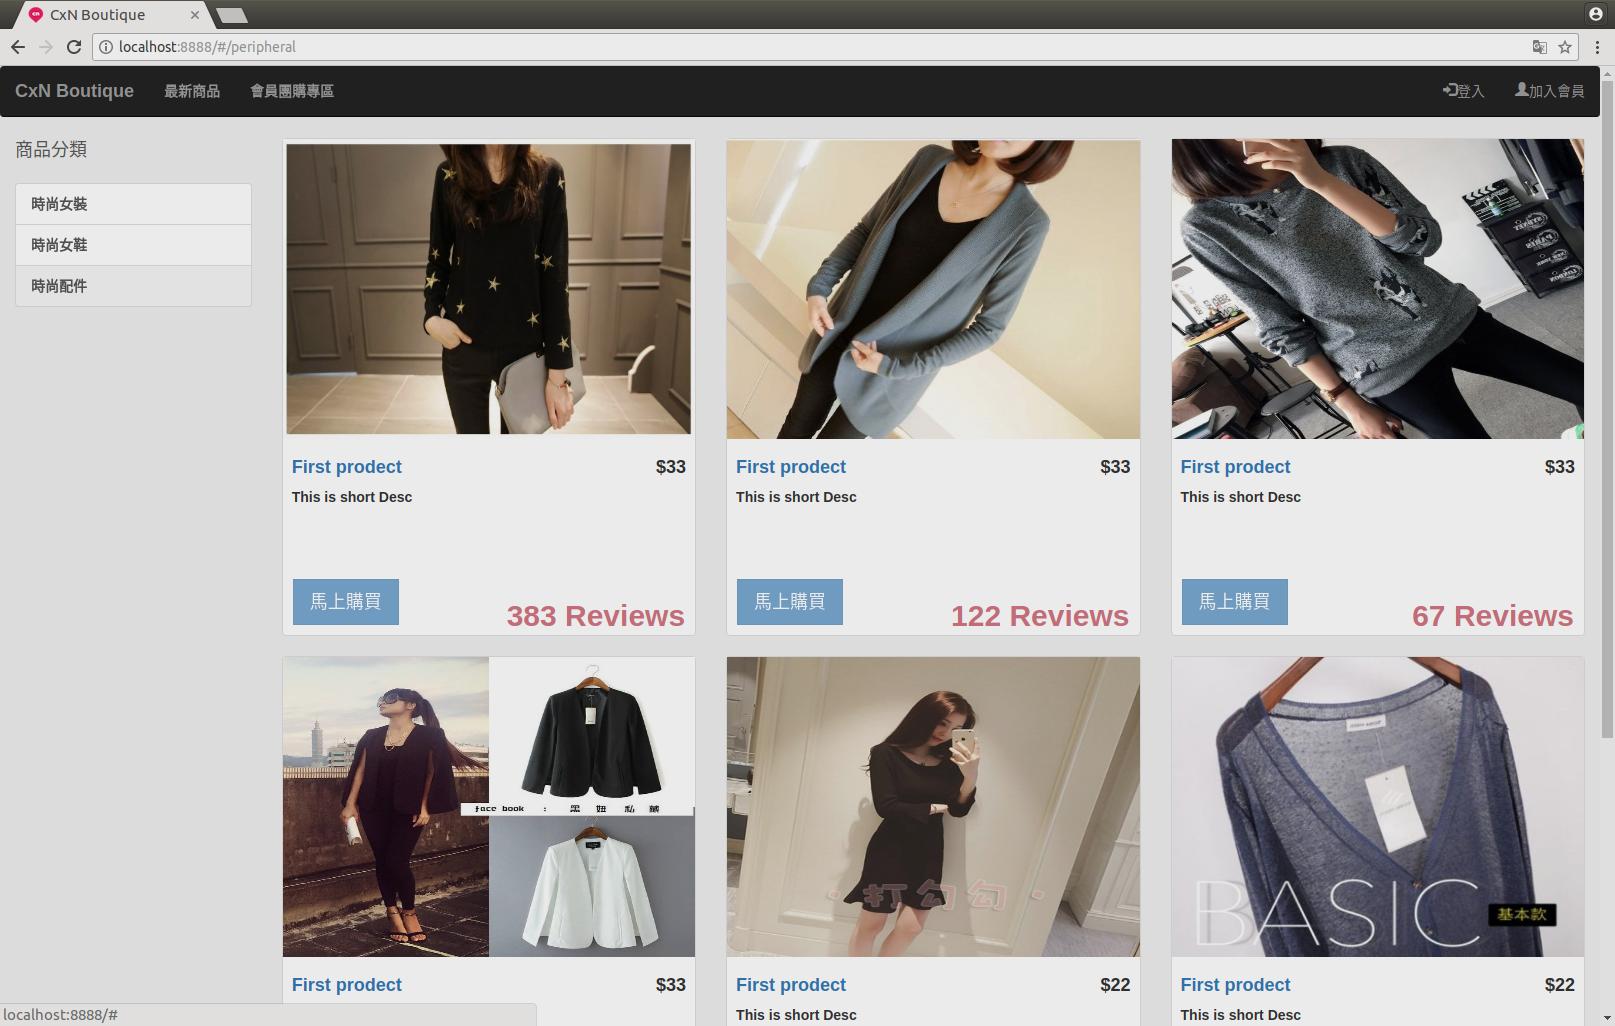 CxN Boutique
localhost:8888/#/peripheral
CxN Boutique
最新商品
會員團購專區
登入
加入會員
商品分類
時尚女裝
時尚女鞋
時尚配件
First prodect
$33
This is short Desc
馬上購買
383 Reviews
First prodect
$33
This is short Desc
馬上購買
122 Reviews
First prodect
$33
This is short Desc
馬上購買
67 Reviews
face book : 黑妞私藏
First prodect
$33
·打勾勾·
First prodect
$22
This is short Desc
BASIC
基本款
First prodect
$22
This is short Desc
localhost:8888/#